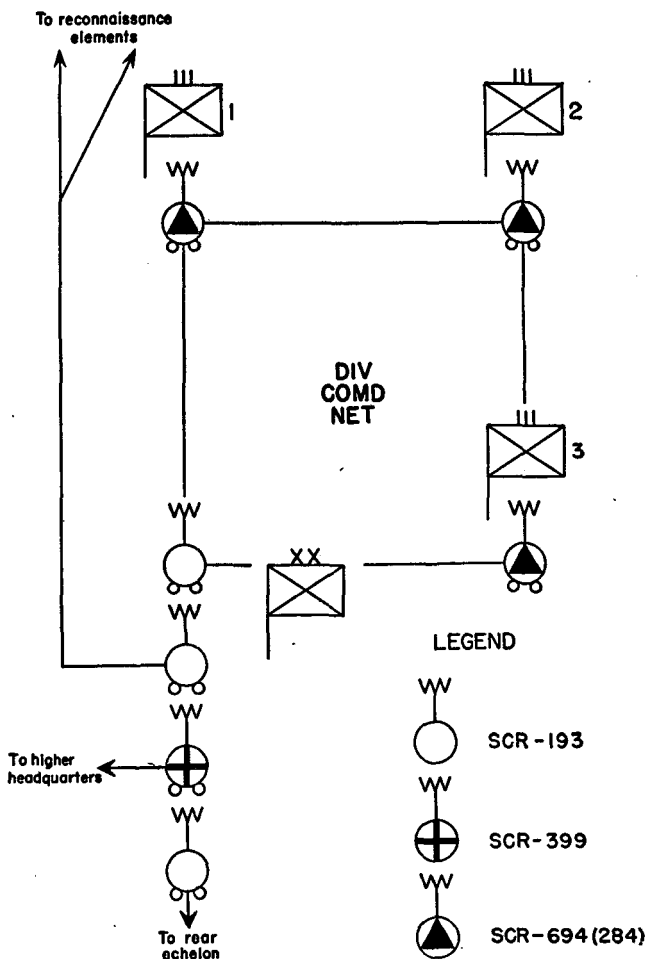 To reconnaissance
elements
III
1
III
2
DIV
COMD
NET
III
3
XX
LEGEND
SCR-193
To higher
headquarters
SCR-399
SCR-694(284)
To rear
echelon